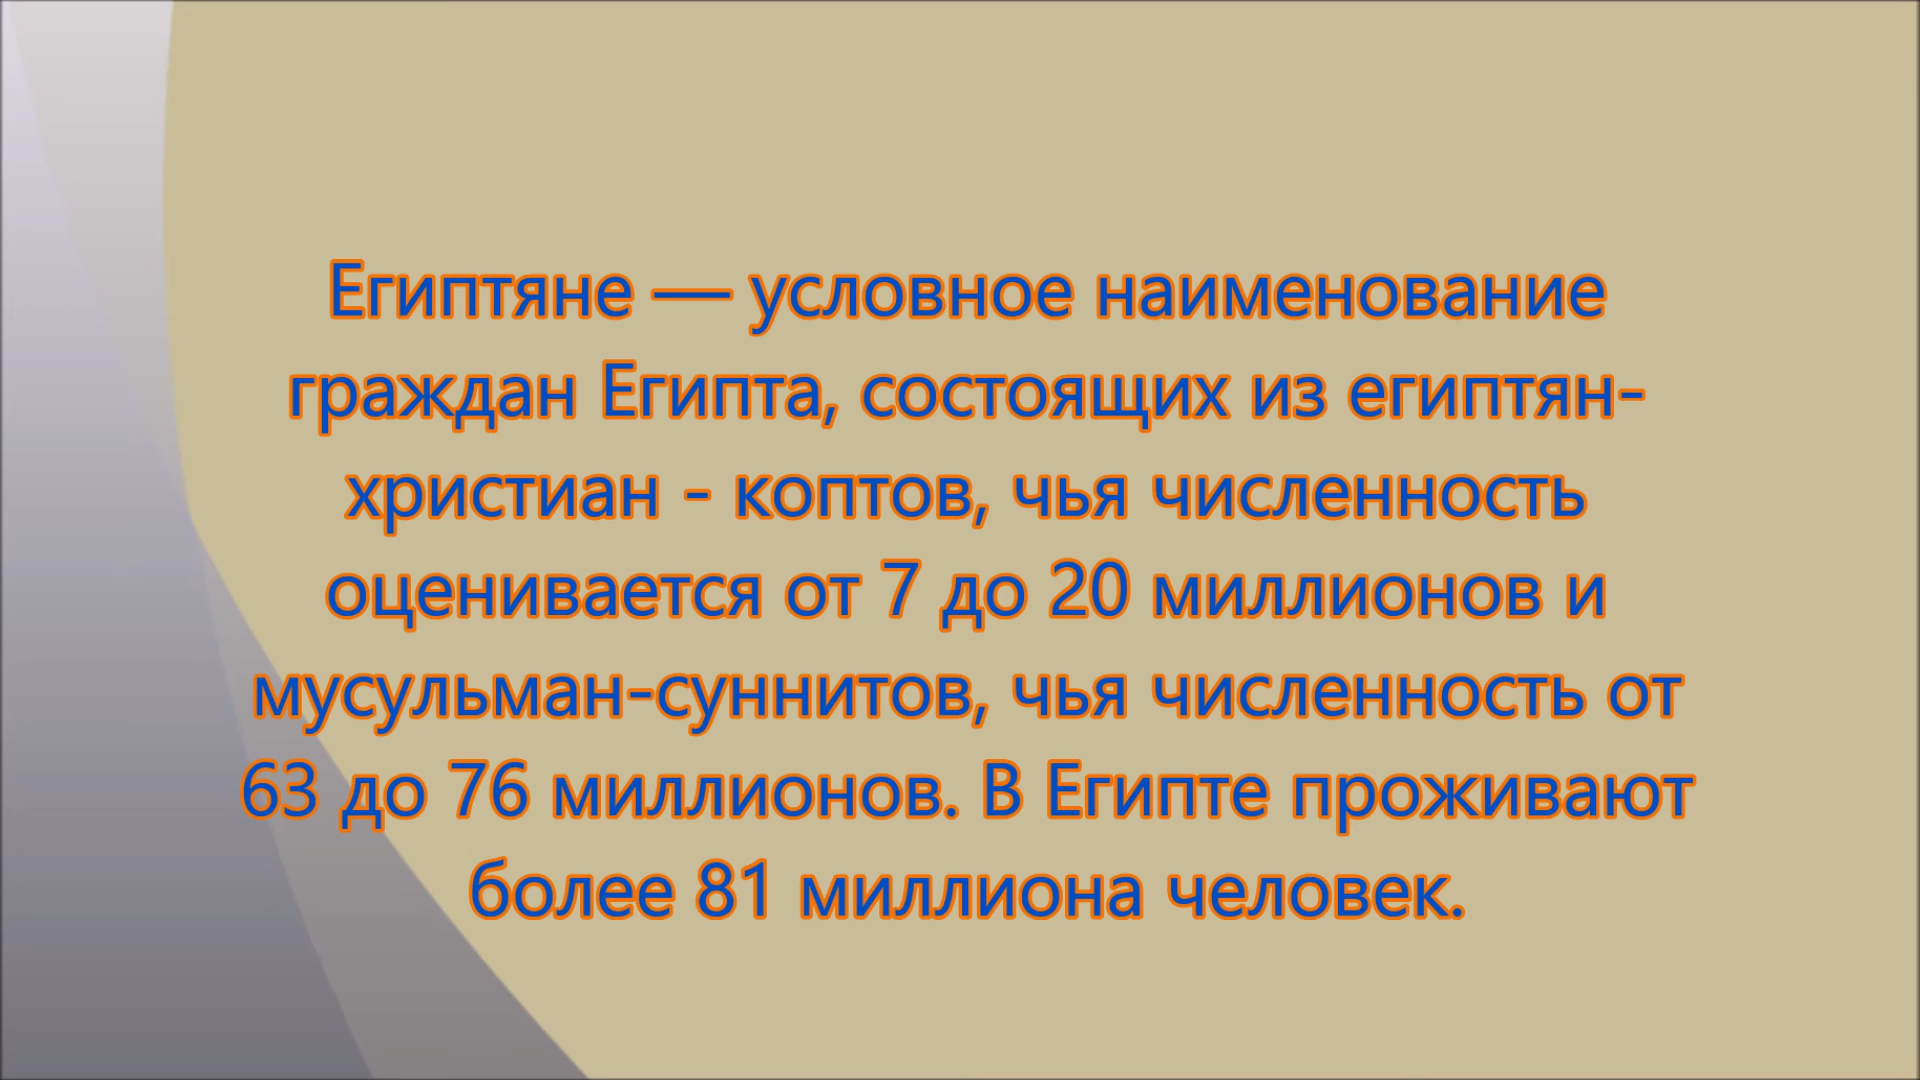 Египтяне — условное наименование
граждан Египта, состоящих из египтян-
христиан - коптов, чья численность
оценивается от 7 до 20 миллионов и
мусульман-суннитов, чья численность от
63 до 76 миллионов. В Египте проживают
более 81 миллиона человек.